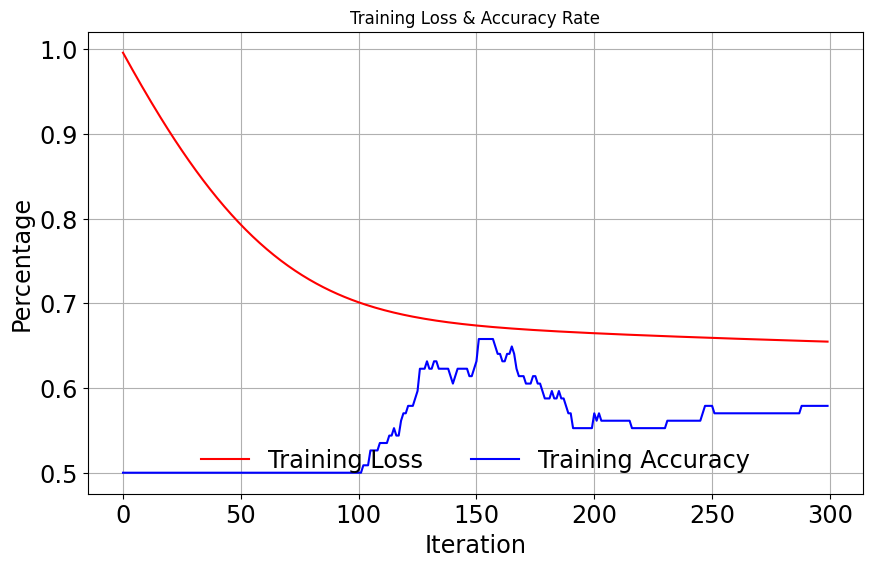 Training Loss & Accuracy Rate
Percentage
1.0
0.9
0.8
0.7
0.6
0.5
Training Loss
Training Accuracy
0 50 100 150 200 250 300
Iteration